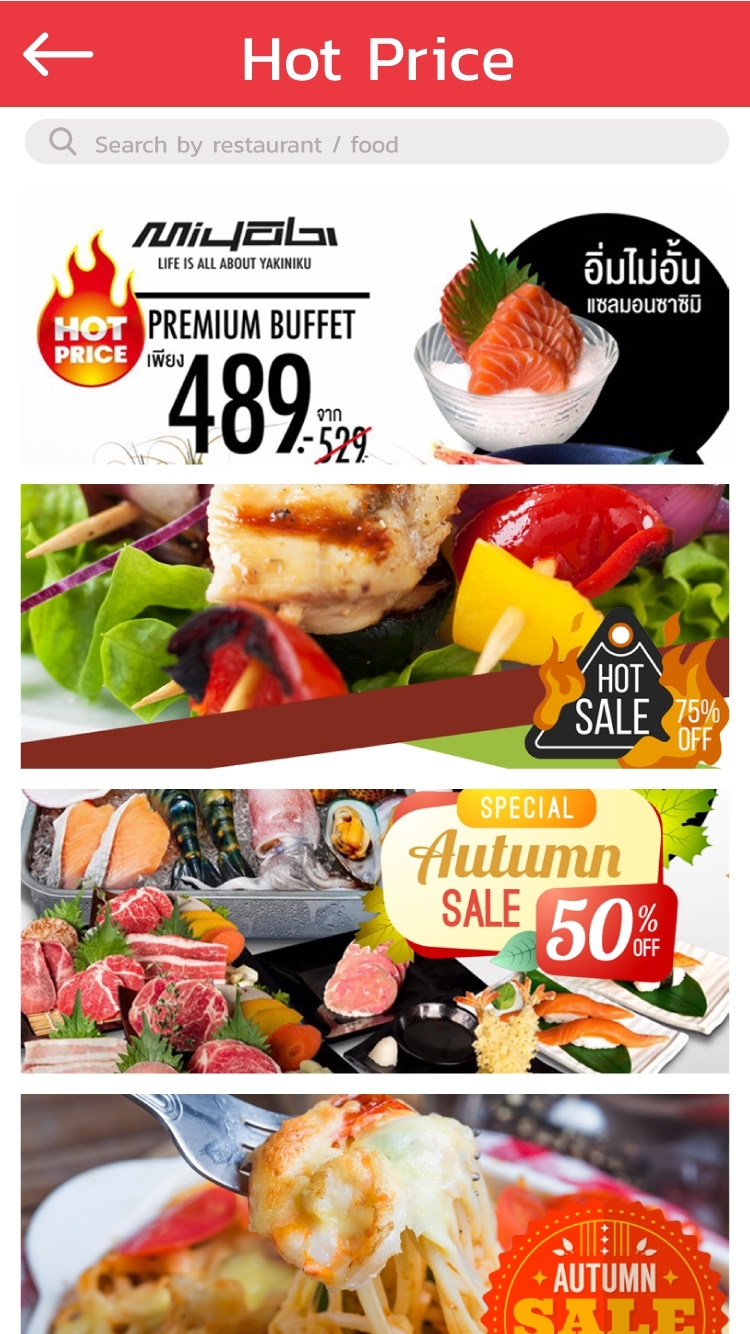 Hot Price
Search by restaurant / food
Miyabi
LIFE IS ALL ABOUT YAKINIKU
HOT
PRICE
PREMIUM BUFFET
เพียง
489.-
จาก
529.-
อิ่มไม่อั้น
แซลมอนซาชิมิ
HOT
SALE
75%
OFF
SPECIAL
Autumn
SALE
50%
OFF
AUTUMN
SALE